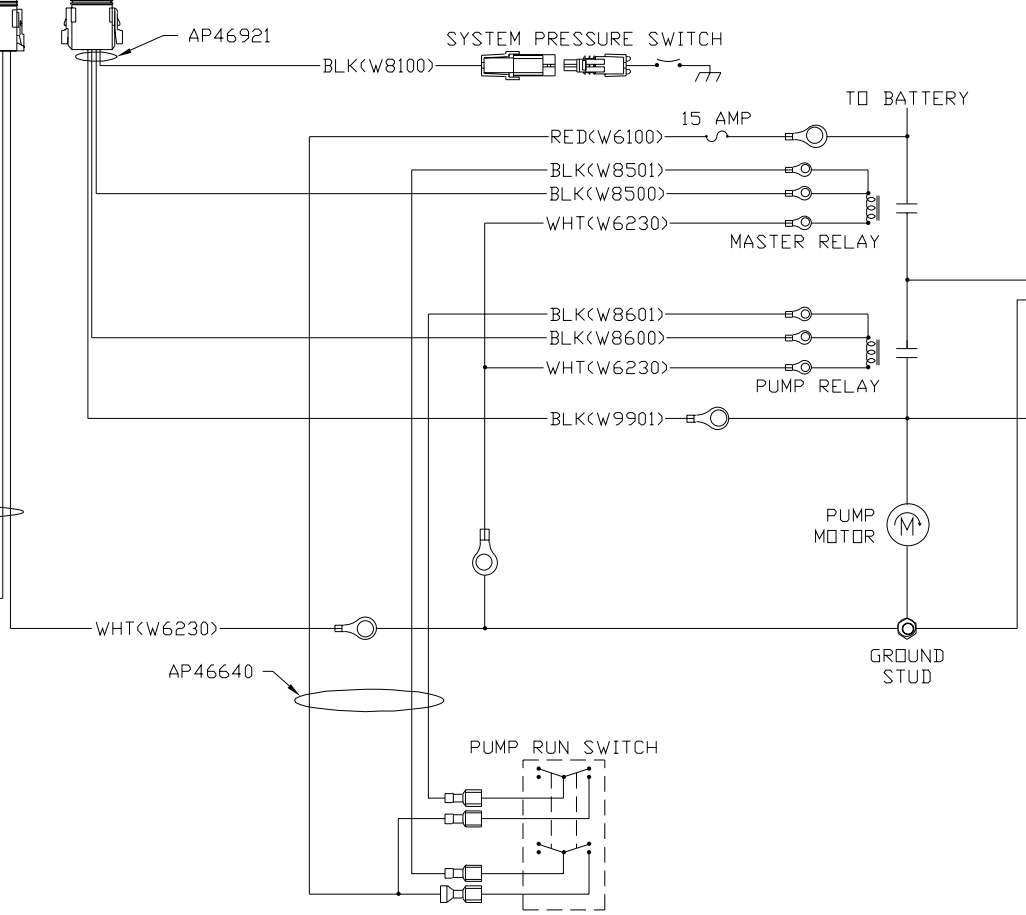 AP46921
SYSTEM PRESSURE SWITCH
BLK(W8100)
TO BATTERY
15 AMP
RED(W6100)
BLK(W8501)
BLK(W8500)
WHT(W6230)
MASTER RELAY
BLK(W8601)
BLK(W8600)
WHT(W6230)
PUMP RELAY
BLK(W9901)
PUMP
MOTOR
M
WHT(W6230)
GROUND
STUD
AP46640
PUMP RUN SWITCH